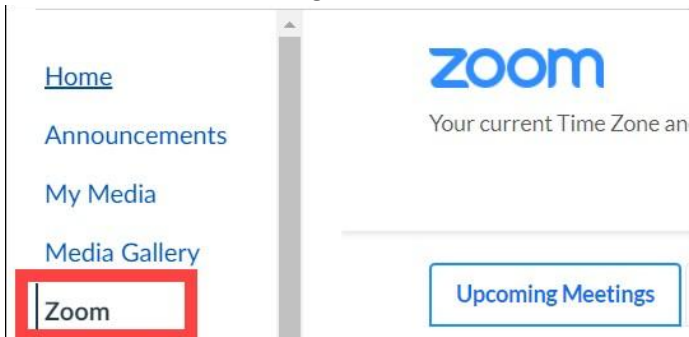 Home
Announcements
My Media
Media Gallery
Zoom
zoom
Your current Time Zone an
Upcoming Meetings